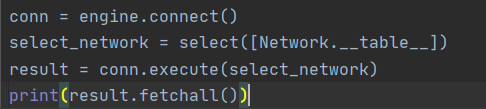 conn = engine.connect()
select_network = select([Network.__table__])
result = conn.execute(select_network)
print(result.fetchall())